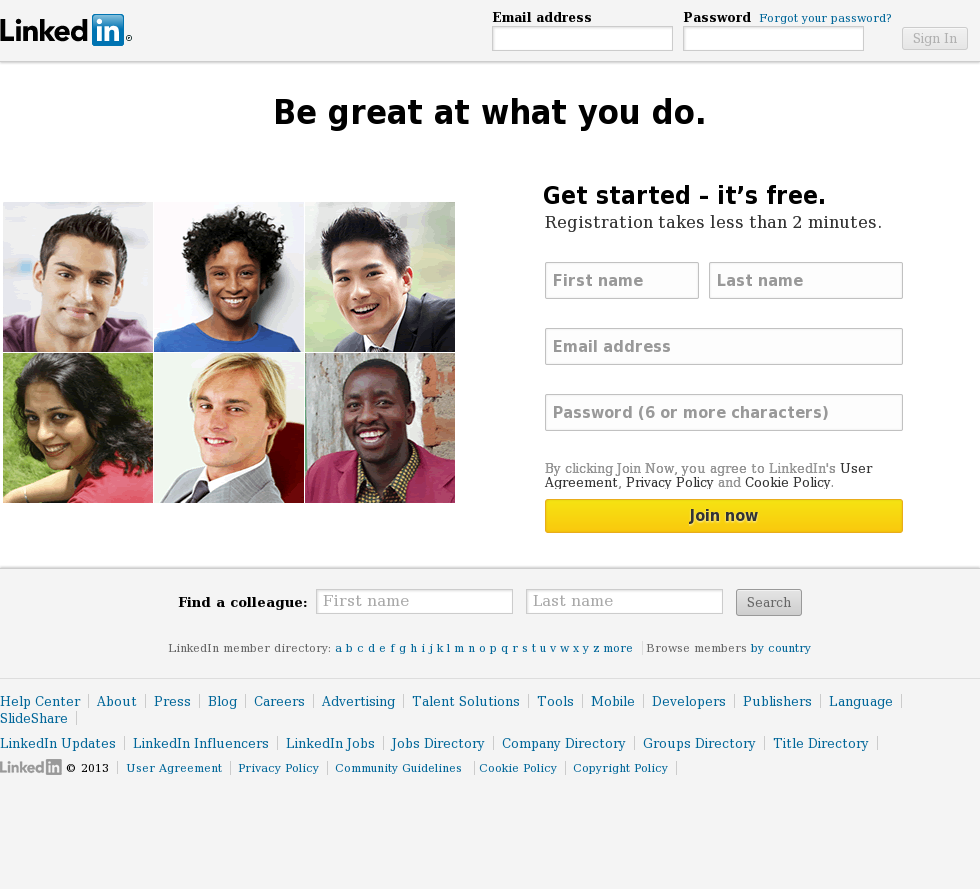 Linked in ®
Email address
Password Forgot your password?
Sign In
Be great at what you do.
Get started – it’s free.
Registration takes less than 2 minutes.
First name
Last name
Email address
Password (6 or more characters)
By clicking Join Now, you agree to LinkedIn's User
Agreement, Privacy Policy and Cookie Policy.
Join now
Find a colleague: First name Last name Search
LinkedIn member directory: a b c d e f g h i j k l m n o p q r s t u v w x y z more Browse members by country
Help Center About Press Blog Careers Advertising Talent Solutions Tools Mobile Developers Publishers Language
SlideShare
LinkedIn Updates LinkedIn Influencers LinkedIn Jobs Jobs Directory Company Directory Groups Directory Title Directory
Linked in © 2013 User Agreement Privacy Policy Community Guidelines Cookie Policy Copyright Policy